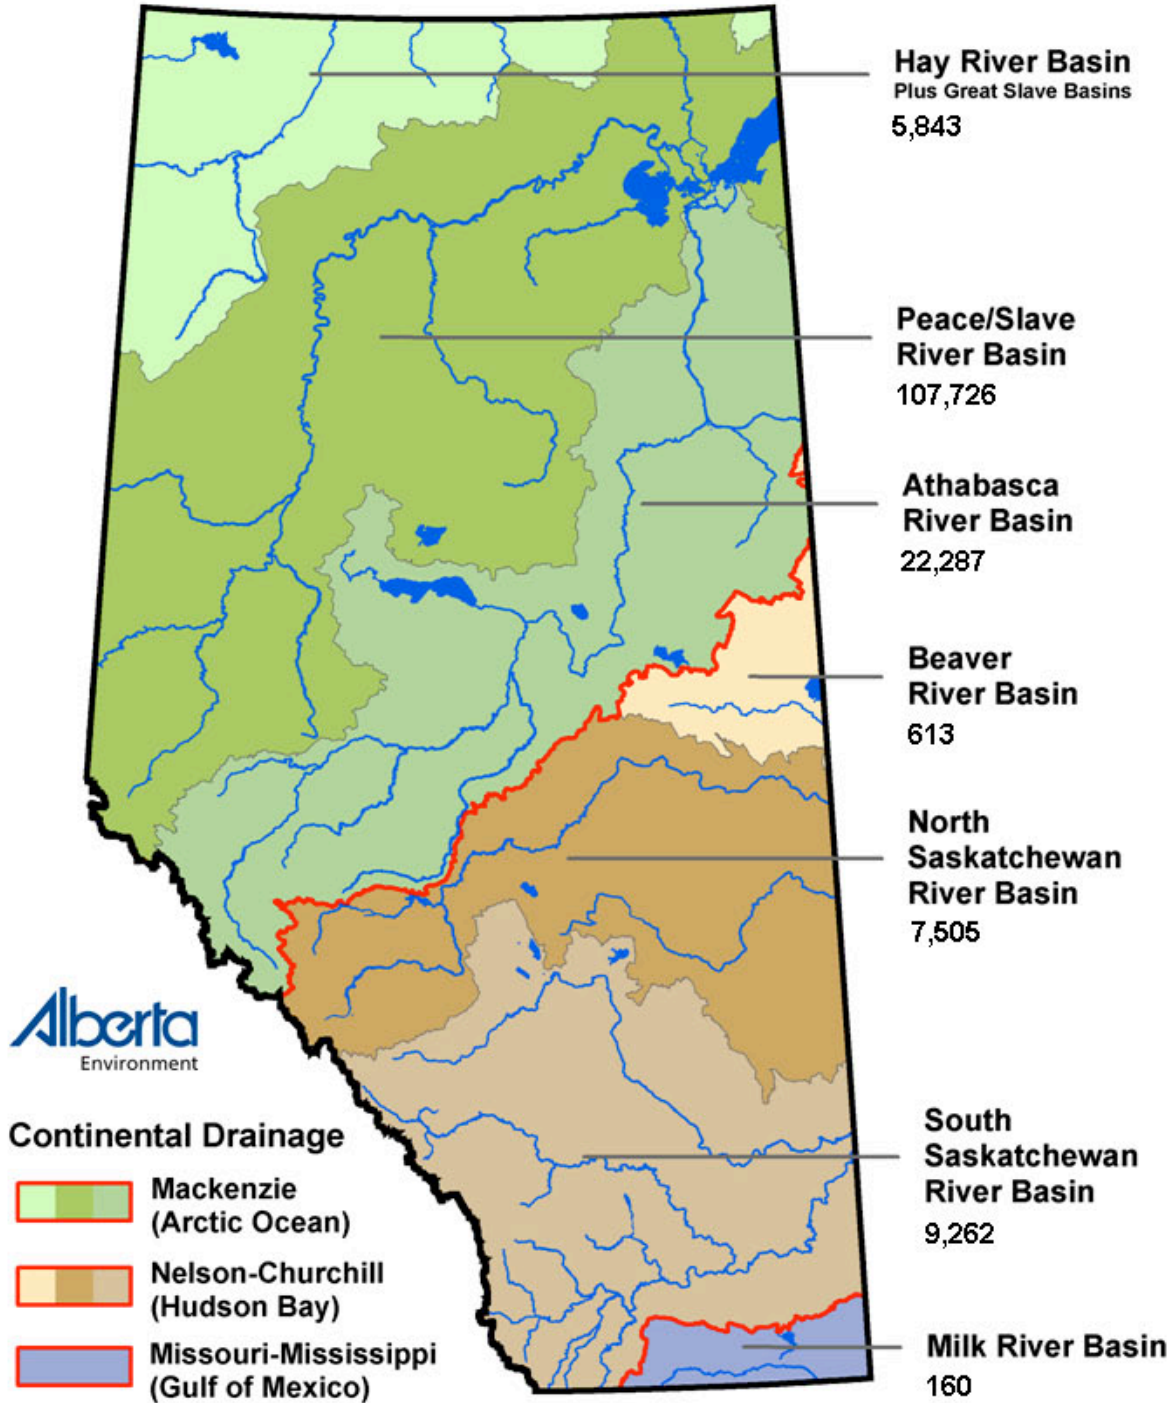 Hay River Basin
Plus Great Slave Basins
5,843
Peace/Slave
River Basin
107,726
Athabasca
River Basin
22,287
Beaver
River Basin
613
North
Saskatchewan
River Basin
7,505
South
Saskatchewan
River Basin
9,262
Milk River Basin
160
Alberta
Environment
Continental Drainage
Mackenzie
(Arctic Ocean)
Nelson-Churchill
(Hudson Bay)
Missouri-Mississippi
(Gulf of Mexico)